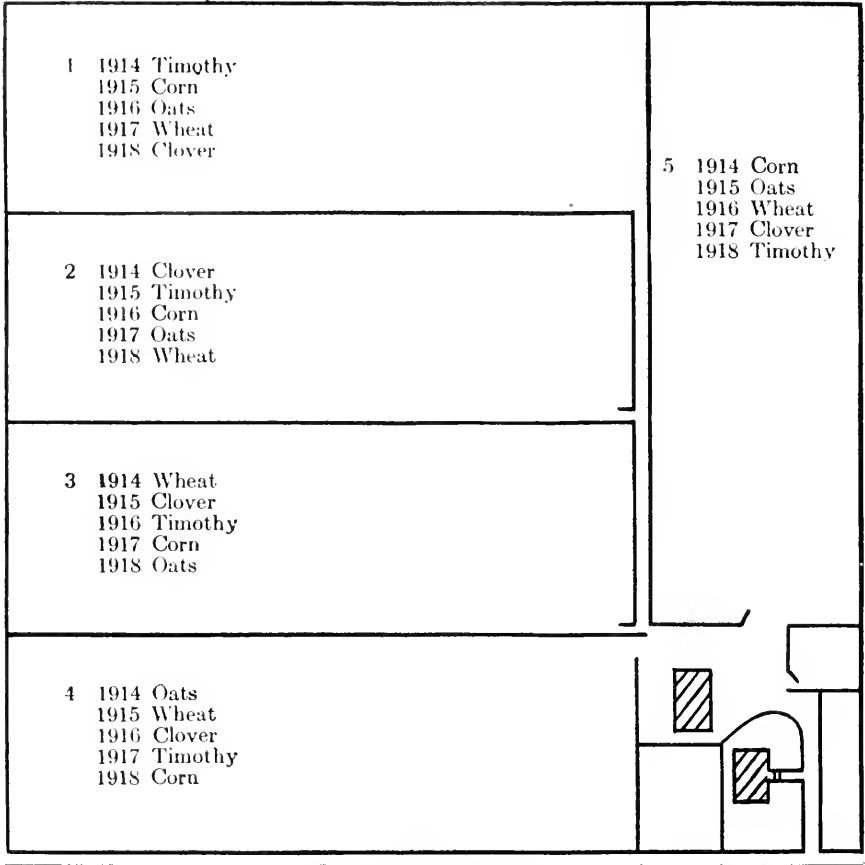 1 1914 Timothy
1915 Corn
1916 Oats
1917 Wheat
1918 Clover
2 1914 Clover
1915 Timothy
1916 Corn
1917 Oats
1918 Wheat
3 1914 Wheat
1915 Clover
1916 Timothy
1917 Corn
1918 Oats
4 1914 Oats
1915 Wheat
1916 Clover
1917 Timothy
1918 Corn
5 1914 Corn
1915 Oats
1916 Wheat
1917 Clover
1918 Timothy